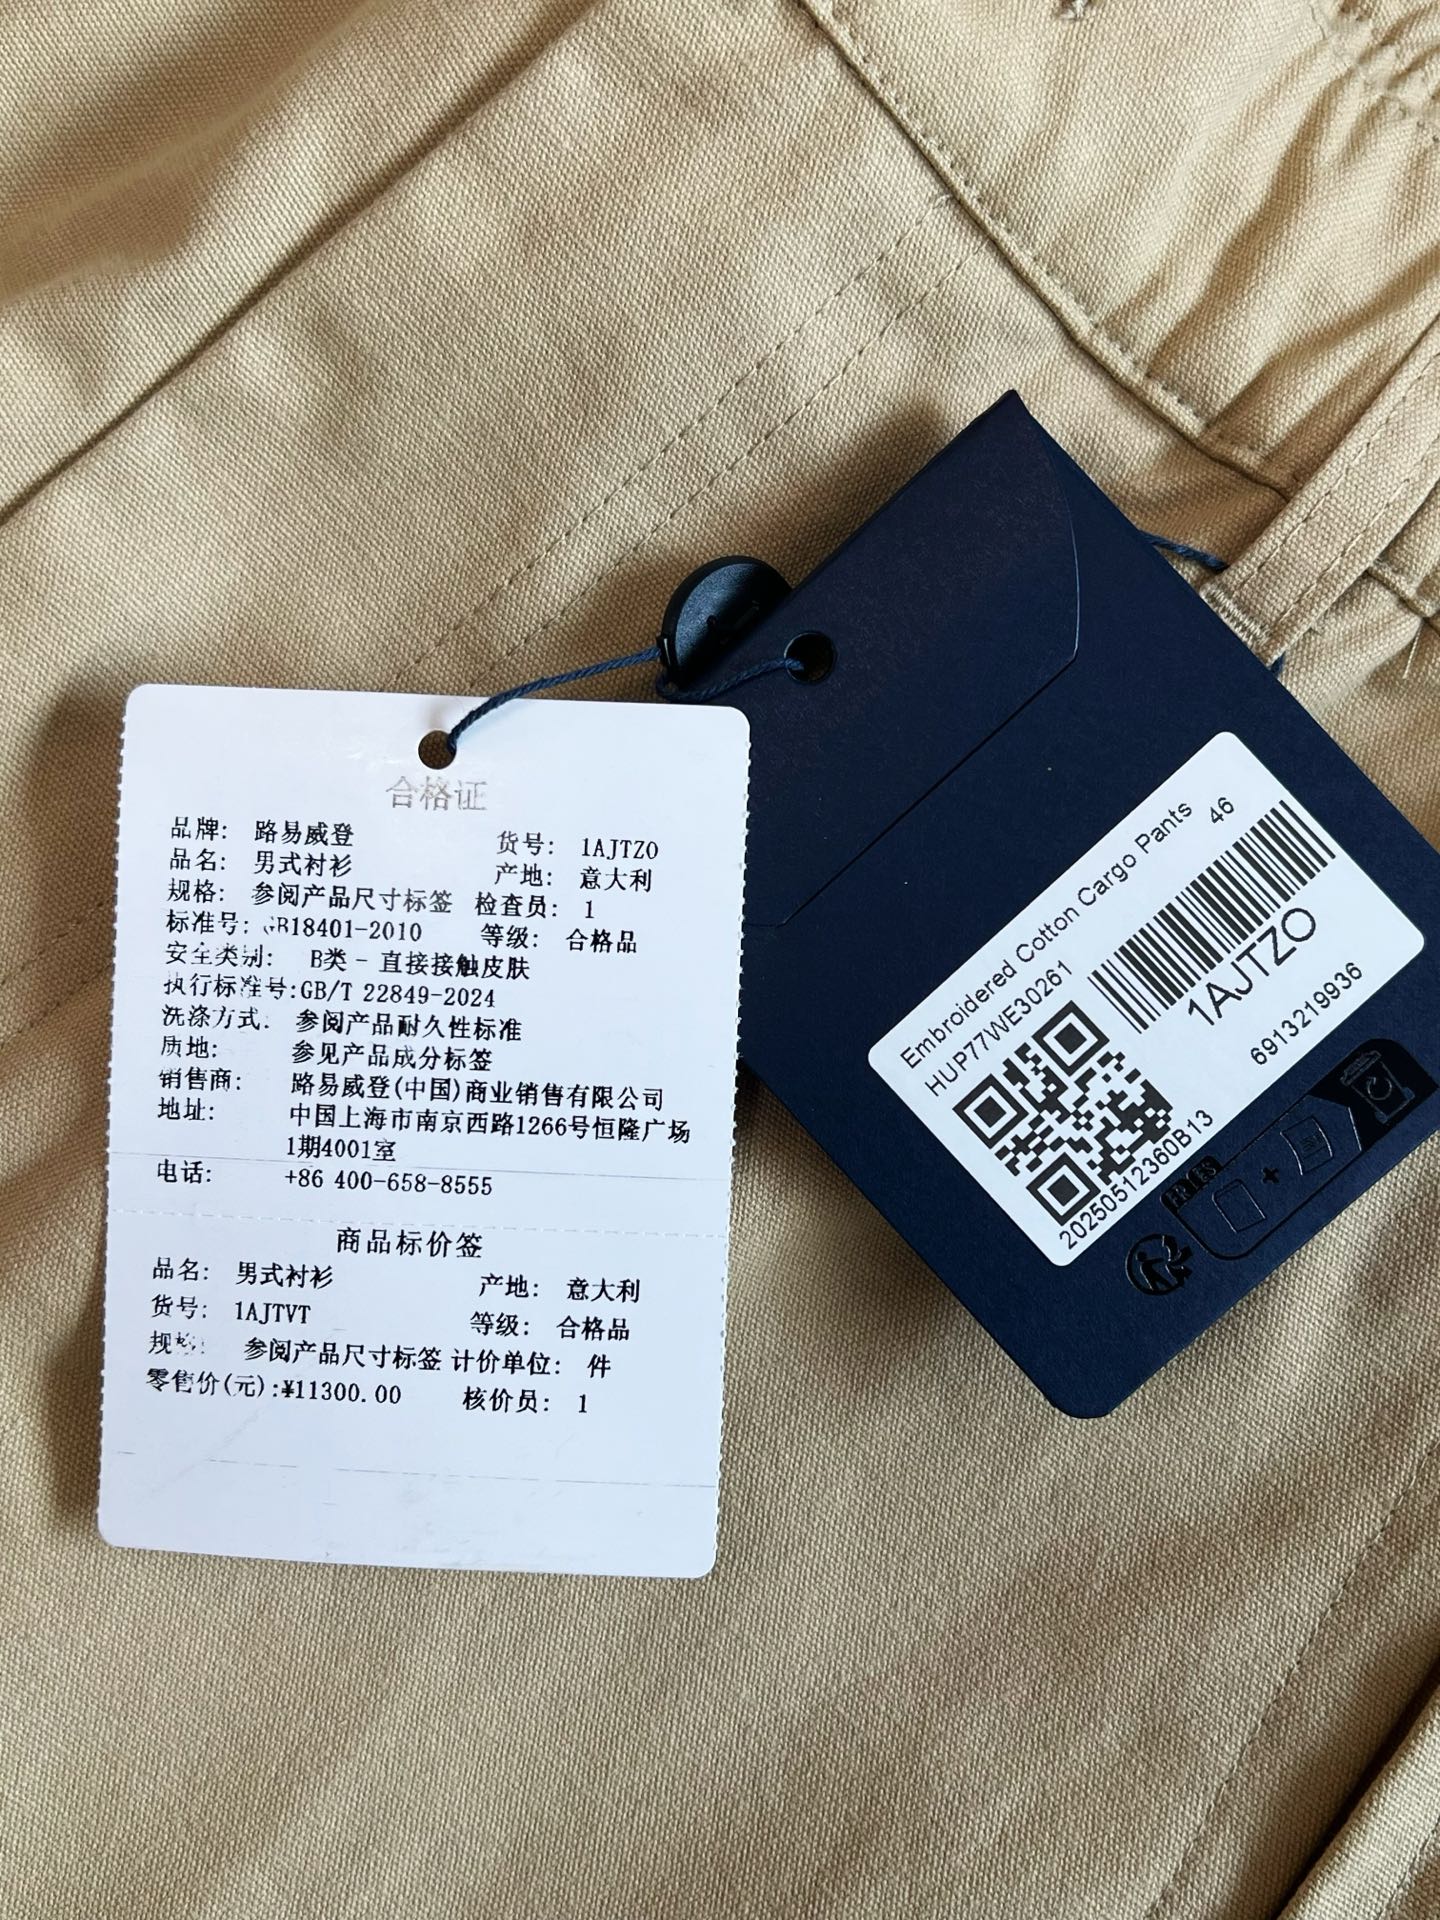 合格证
品牌: 路易威登 货号: 1AJTZO
品名: 男式衬衫 产地: 意大利
规格: 参阅产品尺寸标签 检查员: 1
标准号: GB18401-2010 等级: 合格品
安全类别: B类 - 直接接触皮肤
执行标准号:GB/T 22849-2024
洗涤方式: 参阅产品耐久性标准
质地: 参见产品成分标签
销售商: 路易威登(中国)商业销售有限公司
地址: 中国上海市南京西路1266号恒隆广场
1期4001室
电话: +86 400-658-8555
商品标价签
品名: 男式衬衫 产地: 意大利
货号: 1AJTVT 等级: 合格品
规格: 参阅产品尺寸标签 计价单位: 件
零售价(元):¥11300.00 核价员: 1
Embroidered Cotton Cargo Pants 46
HUP77WE30261
1AJTZO
6913219936
20250512360B13
FR/ES
+